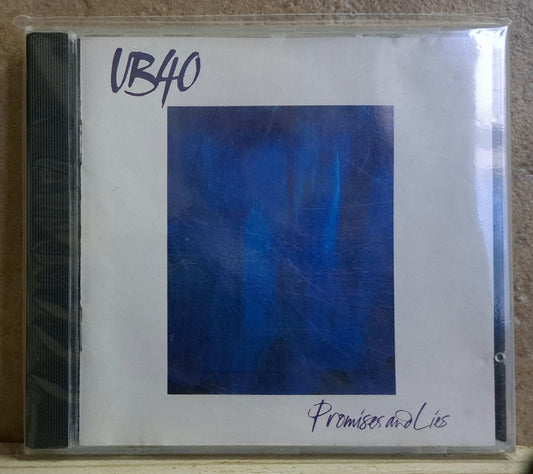 UB40
Promises and Lies